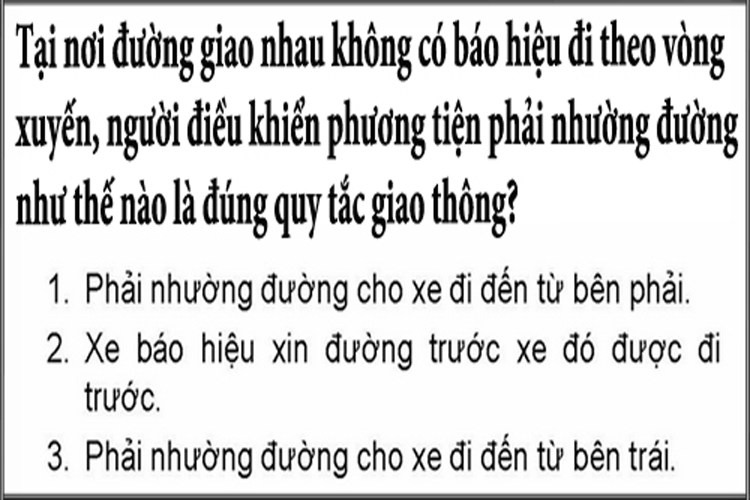 Tại nơi đường giao nhau không có báo hiệu đi theo vòng
xuyến, người điều khiển phương tiện phải nhường đường
như thế nào là đúng quy tắc giao thông?
1. Phải nhường đường cho xe đi đến từ bên phải.
2. Xe báo hiệu xin đường trước xe đó được đi
trước.
3. Phải nhường đường cho xe đi đến từ bên trái.